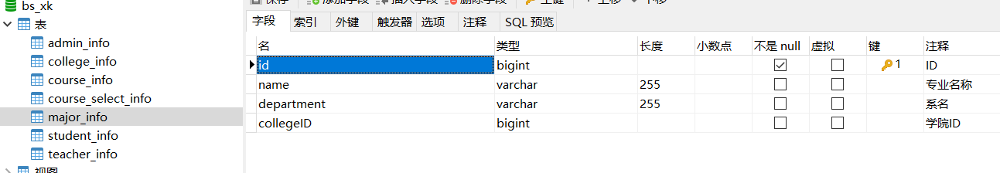 bs_xk
表
admin_info
college_info
course_info
course_select_info
major_info
student_info
teacher_info
视图
保存 添加字段 插入字段 删除字段 主键 上移 下移
字段 索引 外键 触发器 选项 注释 SQL 预览
名 类型 长度 小数点 不是 null 虚拟 键 注释
id bigint 1 ID
name varchar 255 专业名称
department varchar 255 系名
collegeID bigint 学院ID